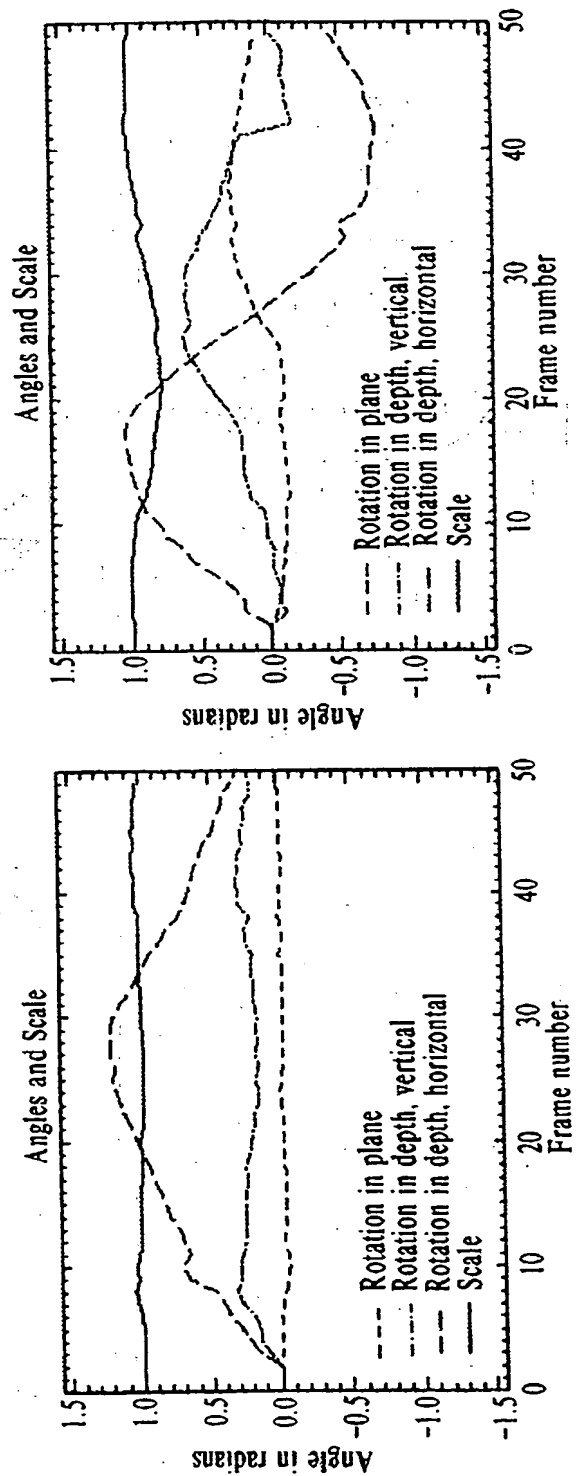 Angles and Scale
Angle in radians
1.5
1.0
0.5
0.0
-0.5
-1.0
-1.5
Rotation in plane
Rotation in depth, vertical
Rotation in depth, horizontal
Scale
0 10 20 30 40 50
Frame number
Angles and Scale
Angle in radians
1.5
1.0
0.5
0.0
-0.5
-1.0
-1.5
Rotation in plane
Rotation in depth, vertical
Rotation in depth, horizontal
Scale
0 10 20 30 40 50
Frame number